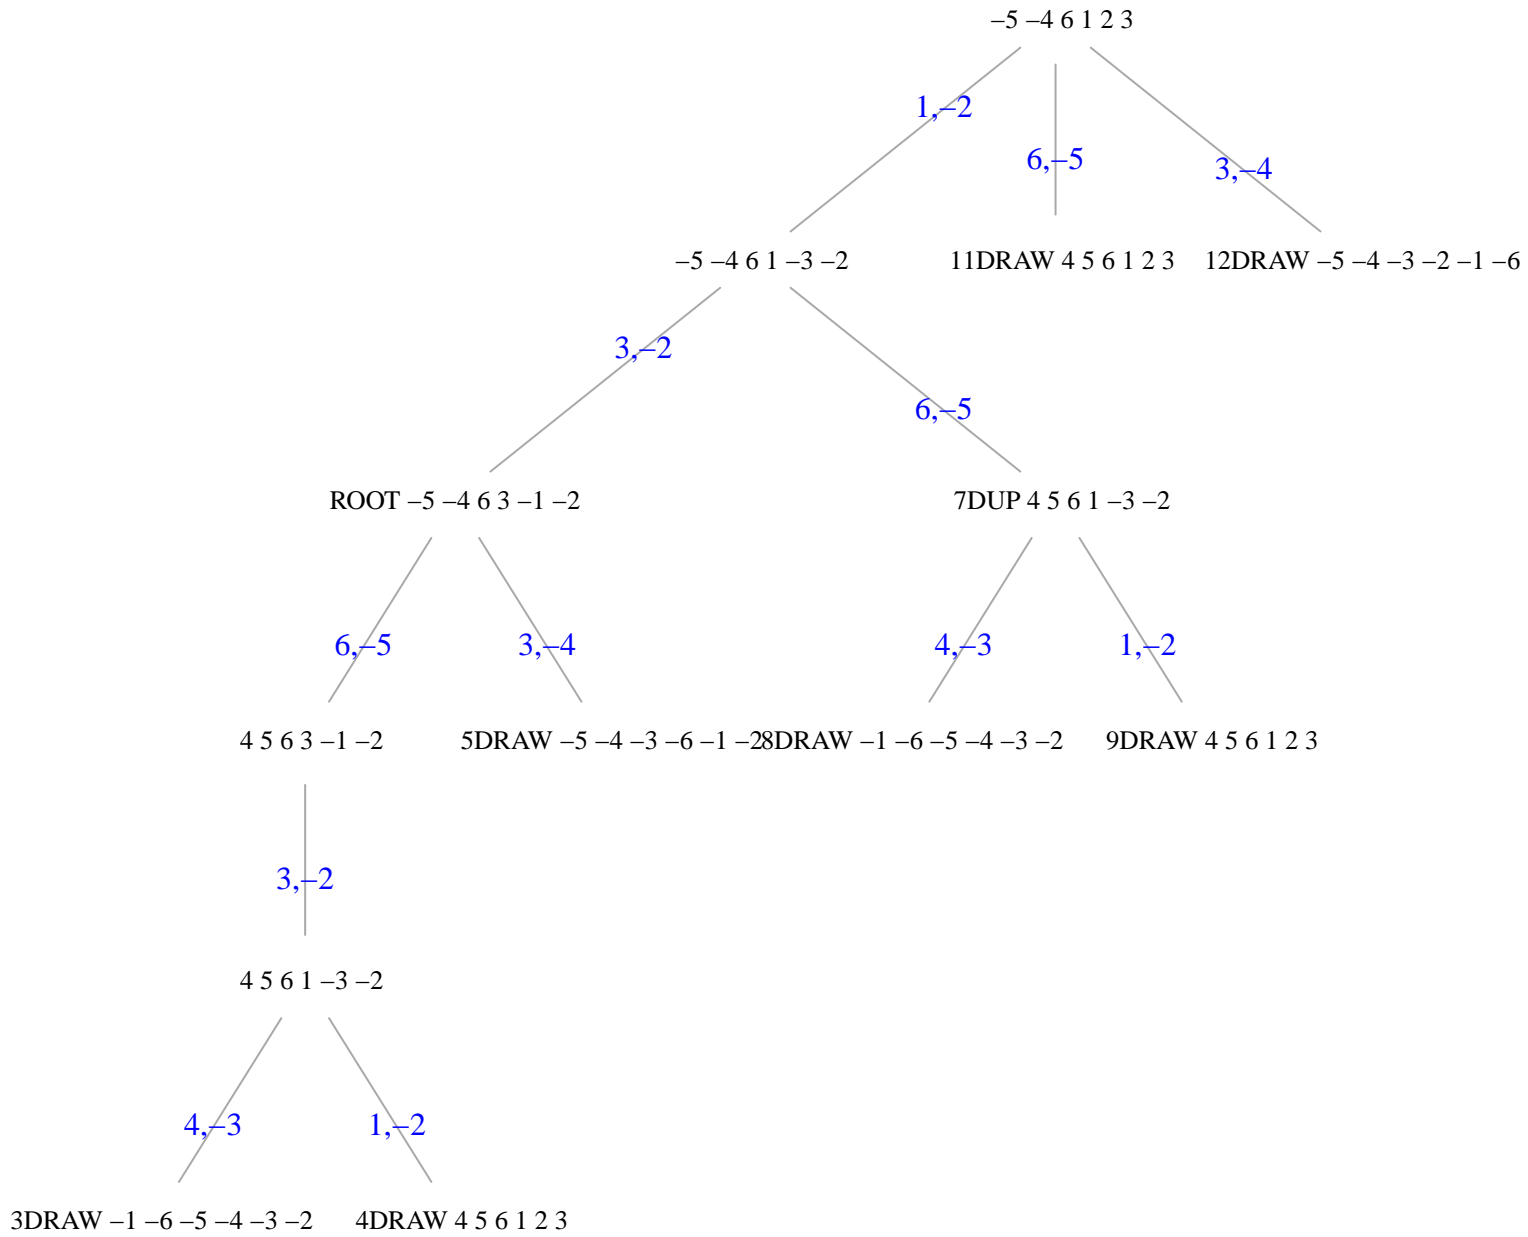 –5 –4 6 1 2 3
1,–2
6,–5
3,–4
–5 –4 6 1 –3 –2
11DRAW 4 5 6 1 2 3
12DRAW –5 –4 –3 –2 –1 –6
3,–2
6,–5
ROOT –5 –4 6 3 –1 –2
7DUP 4 5 6 1 –3 –2
6,–5
3,–4
4,–3
1,–2
4 5 6 3 –1 –2
5DRAW –5 –4 –3 –6 –1 –2
8DRAW –1 –6 –5 –4 –3 –2
9DRAW 4 5 6 1 2 3
3,–2
4 5 6 1 –3 –2
4,–3
1,–2
3DRAW –1 –6 –5 –4 –3 –2
4DRAW 4 5 6 1 2 3